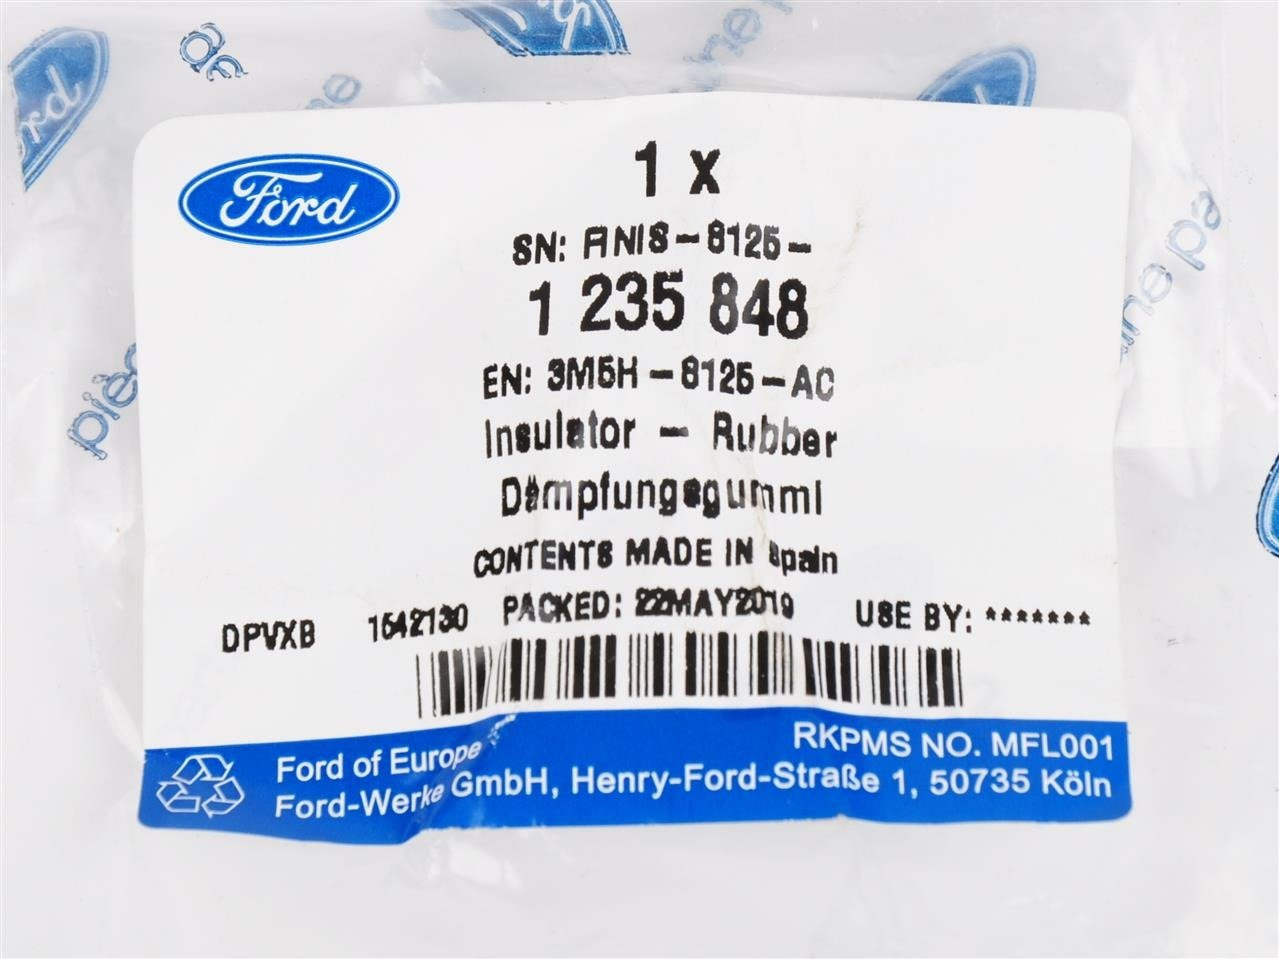 Ford
1 x
SN: ANIS-8125-
1 235 848
EN: 3M5H-8125-AC
Insulator - Rubber
Dämpfungsgummi
CONTENTS MADE IN Spain
DPVXB 1542130 PACKED: 22MAY2019 USE BY: *******
RKPMS NO. MFL001
Ford of Europe
Ford-Werke GmbH, Henry-Ford-Straße 1, 50735 Köln